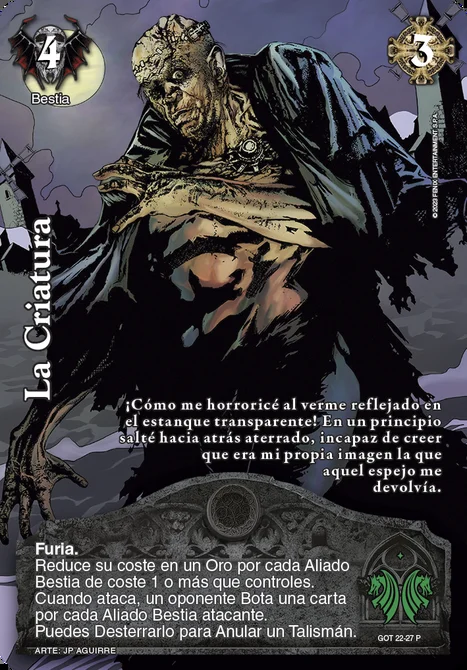 4
Bestia
3
© 2023 FENIX ENTERTAINMENT S.P.A.
La Criatura
¡Cómo me horroricé al verme reflejado en
el estanque transparente! En un principio
salté hacia atrás aterrado, incapaz de creer
que era mi propia imagen la que
aquel espejo me
devolvía.
Furia.
Reduce su coste en un Oro por cada Aliado
Bestia de coste 1 o más que controles.
Cuando ataca, un oponente Bota una carta
por cada Aliado Bestia atacante.
Puedes Desterrarlo para Anular un Talismán.
GOT 22-27 P
ARTE: JP AGUIRRE